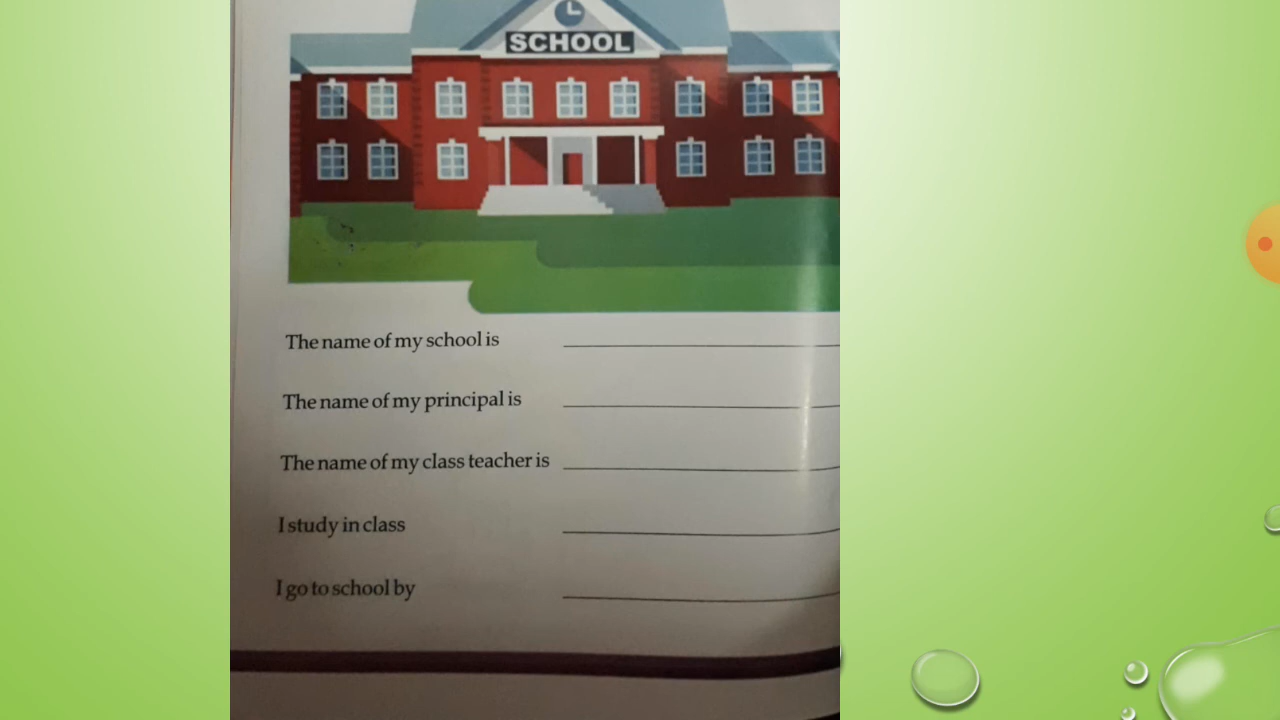 SCHOOL
The name of my school is
The name of my principal is
The name of my class teacher is
I study in class
I go to school by